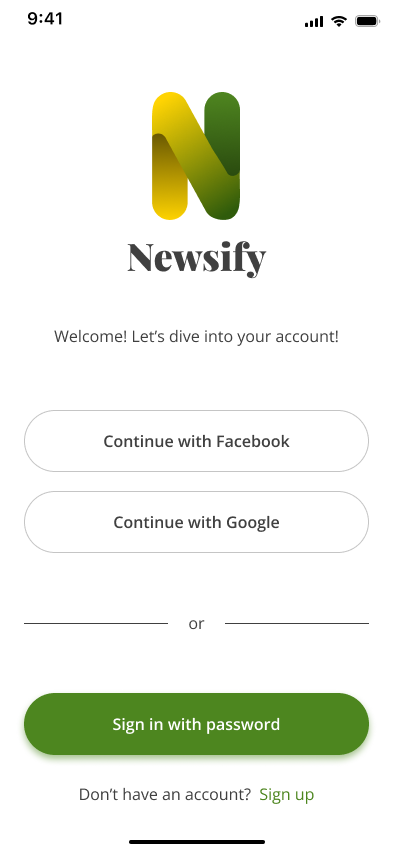 9:41
Newsify
Welcome! Let’s dive into your account!
Continue with Facebook
Continue with Google
or
Sign in with password
Don’t have an account? Sign up